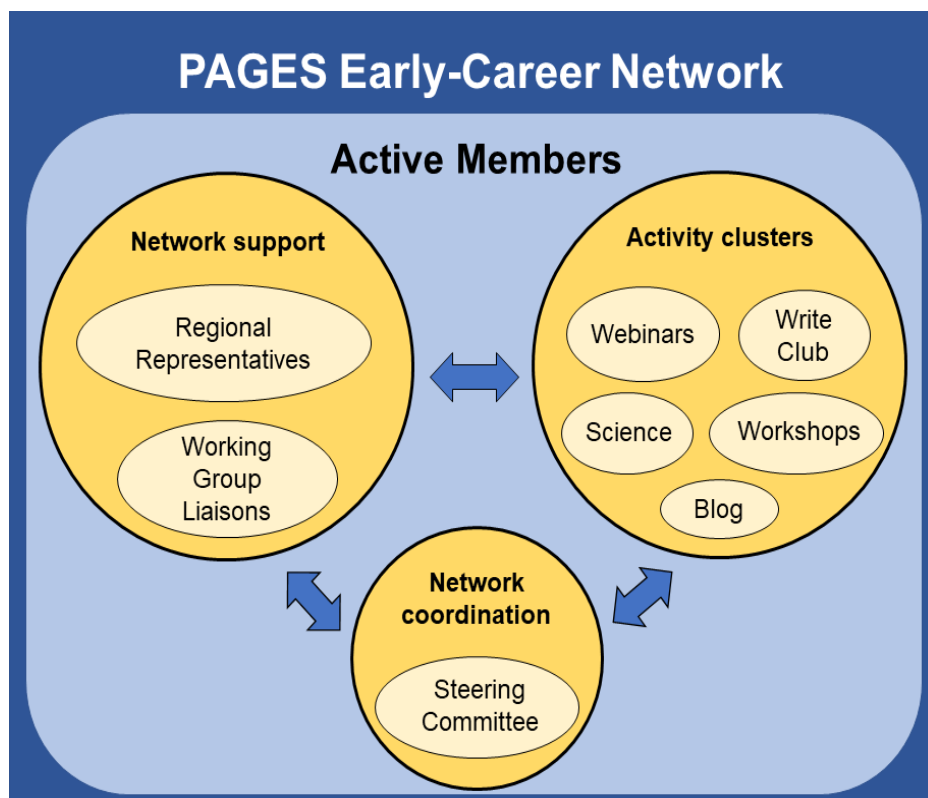 PAGES Early-Career Network
Active Members
Network support
Regional
Representatives
Working
Group
Liaisons
Activity clusters
Webinars
Write
Club
Science
Workshops
Blog
Network
coordination
Steering
Committee